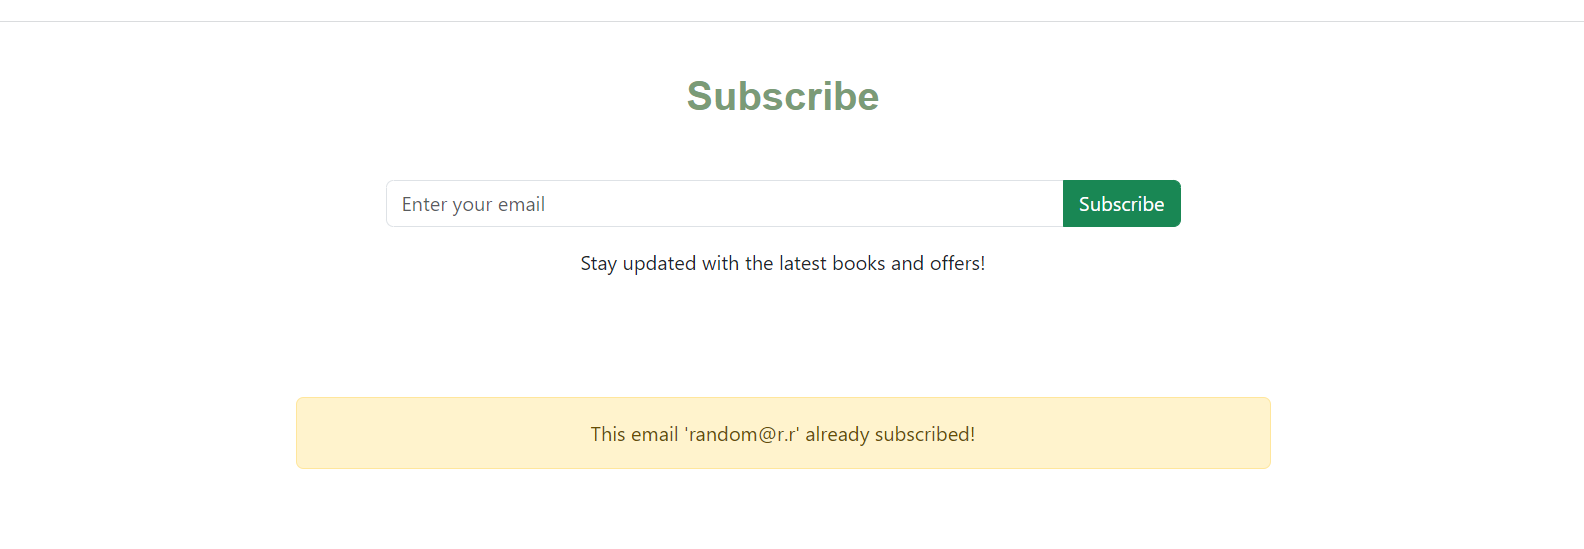 Subscribe
Enter your email
Subscribe
Stay updated with the latest books and offers!
This email 'random@r.r' already subscribed!